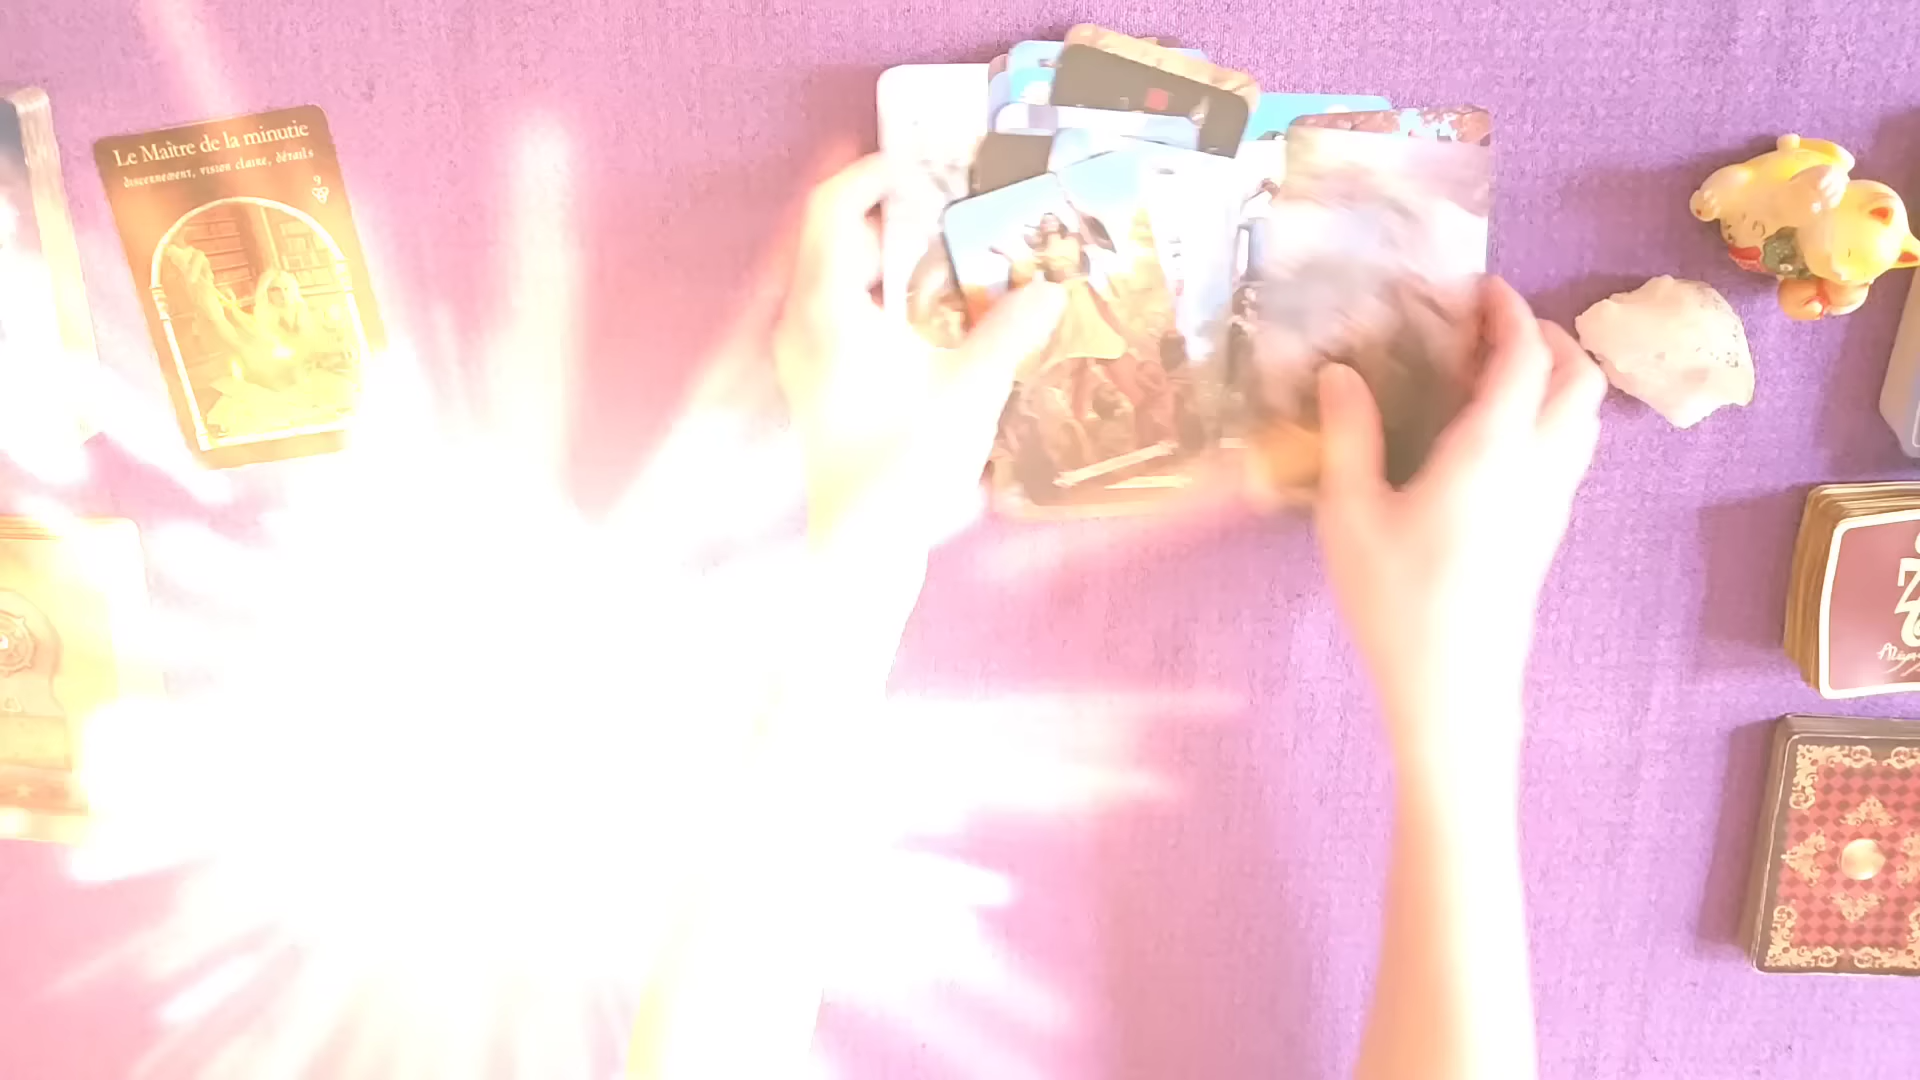 Le Maître de la minutie
discernement, vision claire, détails
9